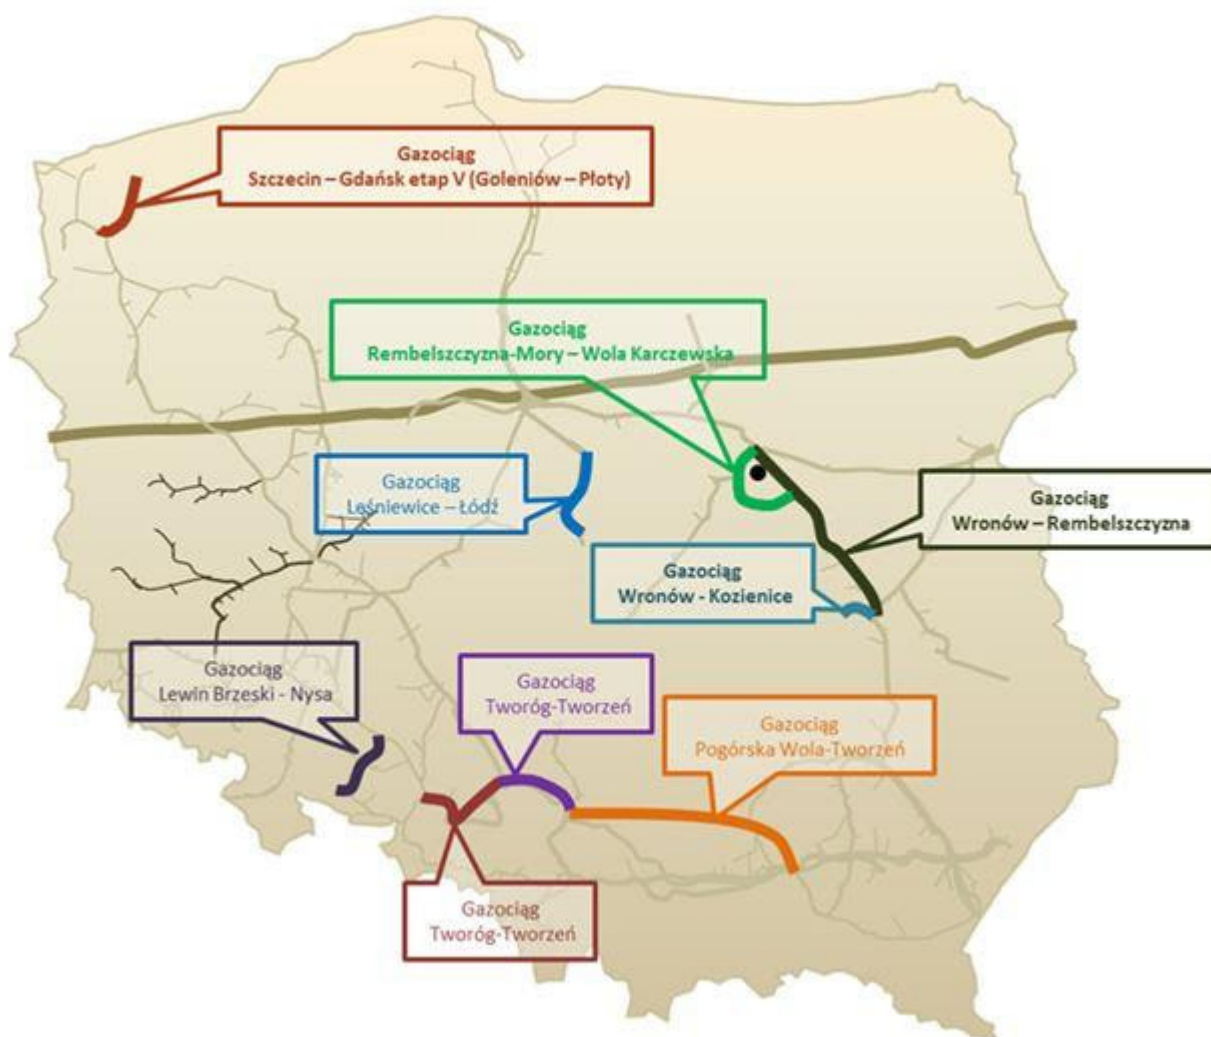 Gazociąg
Szczecin – Gdańsk etap V (Goleniów – Płoty)
Gazociąg
Rembelszczyzna-Mory – Wola Karczewska
Gazociąg
Leśniewice – Łódź
Gazociąg
Wronów – Rembelszczyzna
Gazociąg
Wronów - Kozienice
Gazociąg
Lewin Brzeski - Nysa
Gazociąg
Tworóg-Tworzeń
Gazociąg
Pogórska Wola-Tworzeń
Gazociąg
Tworóg-Tworzeń